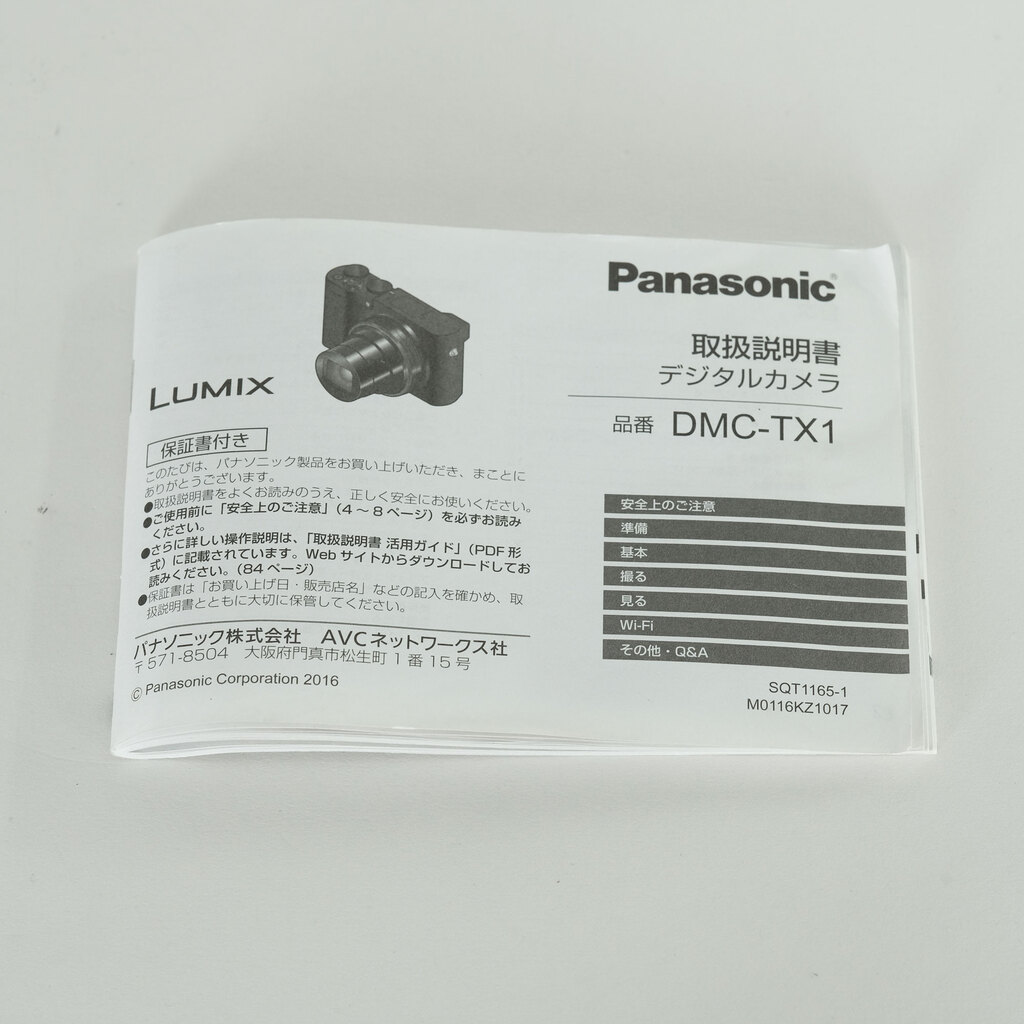 LUMIX
保証書付き
このたびは、パナソニック製品をお買い上げいただき、まことに
ありがとうございます。
●取扱説明書をよくお読みのうえ、正しく安全にお使いください。
●ご使用前に「安全上のご注意」(4～8ページ)を必ずお読み
ください。
●さらに詳しい操作説明は、「取扱説明書 活用ガイド」(PDF形
式)に記載されています。Webサイトからダウンロードしてお
読みください。(84ページ)
●保証書は「お買い上げ日・販売店名」などの記入を確かめ、取
扱説明書とともに大切に保管してください。
パナソニック株式会社 AVCネットワークス社
〒571-8504 大阪府門真市松生町1番15号
© Panasonic Corporation 2016
Panasonic®
取扱説明書
デジタルカメラ
品番 DMC-TX1
安全上のご注意
準備
基本
撮る
見る
Wi-Fi
その他・Q&A
SQT1165-1
M0116KZ1017